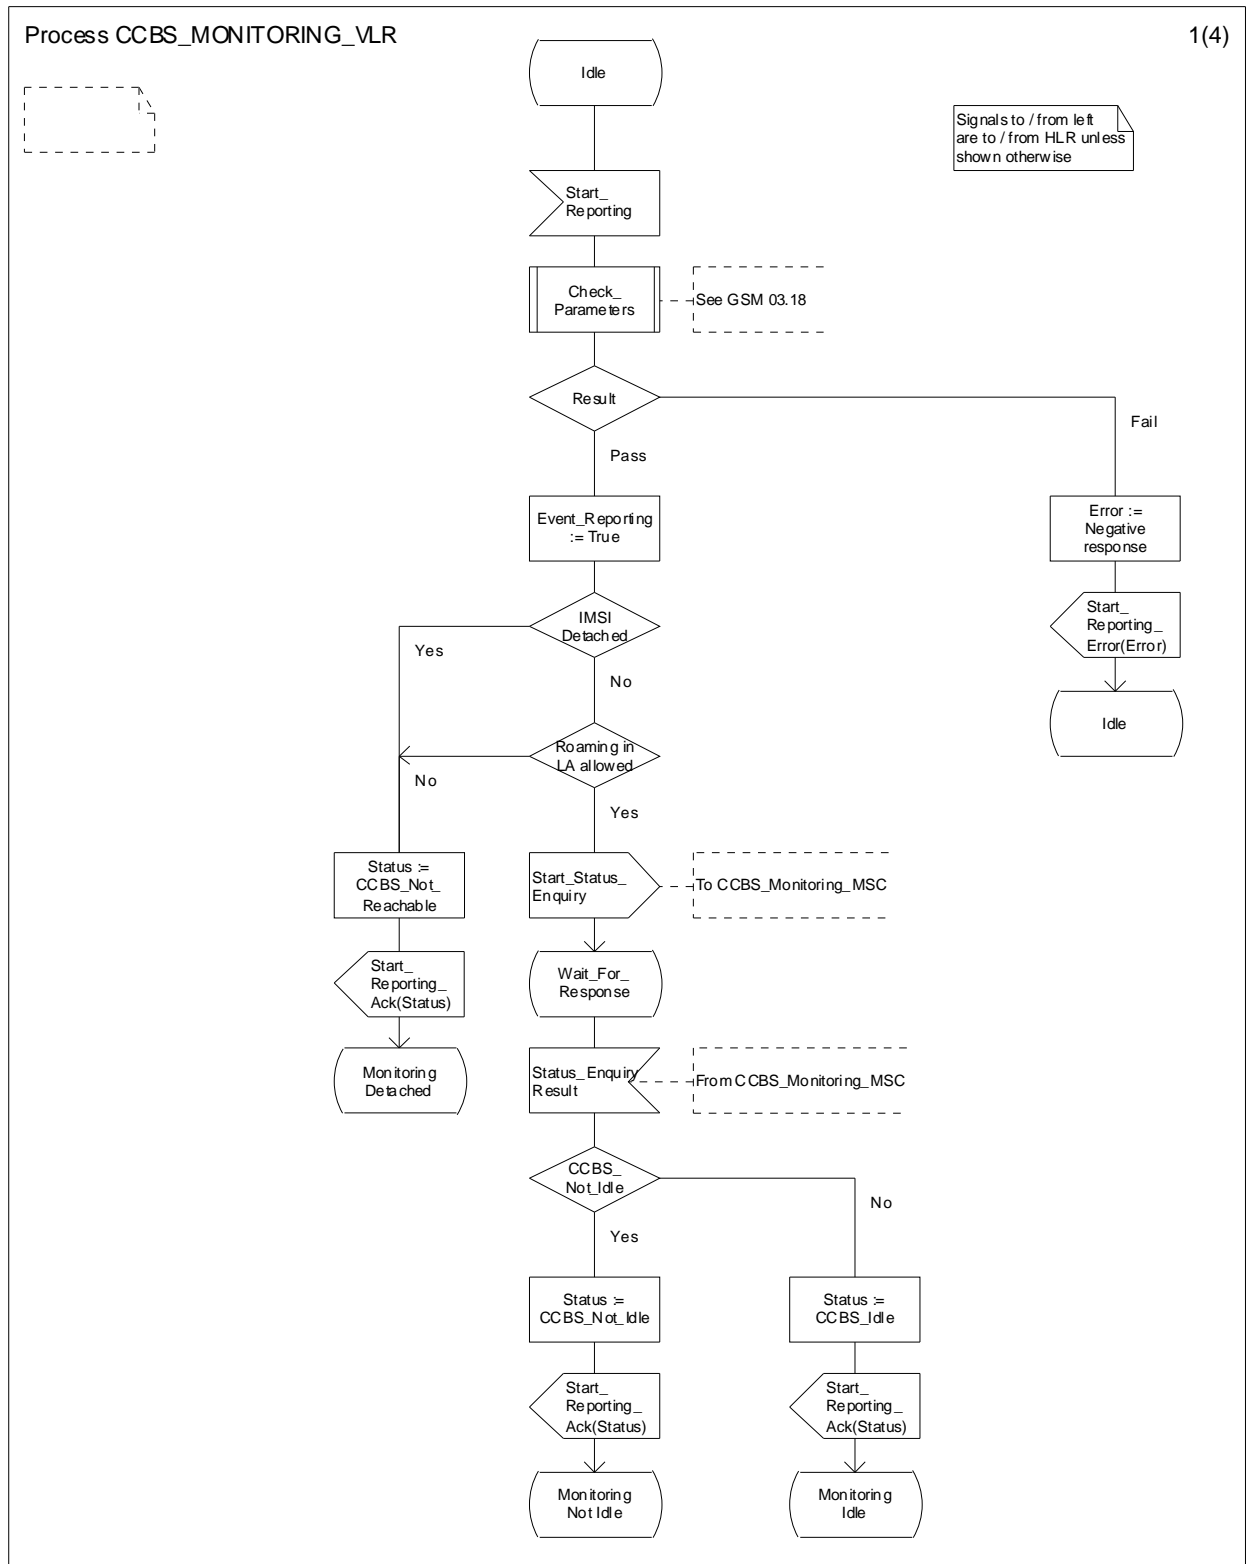 Process CCBS_MONITORING_VLR
1(4)
Idle
Signals to / from left
are to / from HLR unless
shown otherwise
Start_
Reporting
Check_
Parameters
See GSM 03.18
Result
Fail
Pass
Event_Reporting
:= True
Error :=
Negative
response
IMSI
Detached
Start_
Reporting_
Error(Error)
Yes
No
Idle
Roaming in
LA allowed
No
Yes
Status :=
CCBS_Not_
Reachable
Start_Status_
Enquiry
To CCBS_Monitoring_MSC
Start_
Reporting_
Ack(Status)
Wait_For_
Response
Monitoring
Detached
Status_Enquiry
Result
From CCBS_Monitoring_MSC
CCBS_
Not_Idle
No
Yes
Status :=
CCBS_Not_Idle
Status :=
CCBS_Idle
Start_
Reporting_
Ack(Status)
Start_
Reporting_
Ack(Status)
Monitoring
Not Idle
Monitoring
Idle